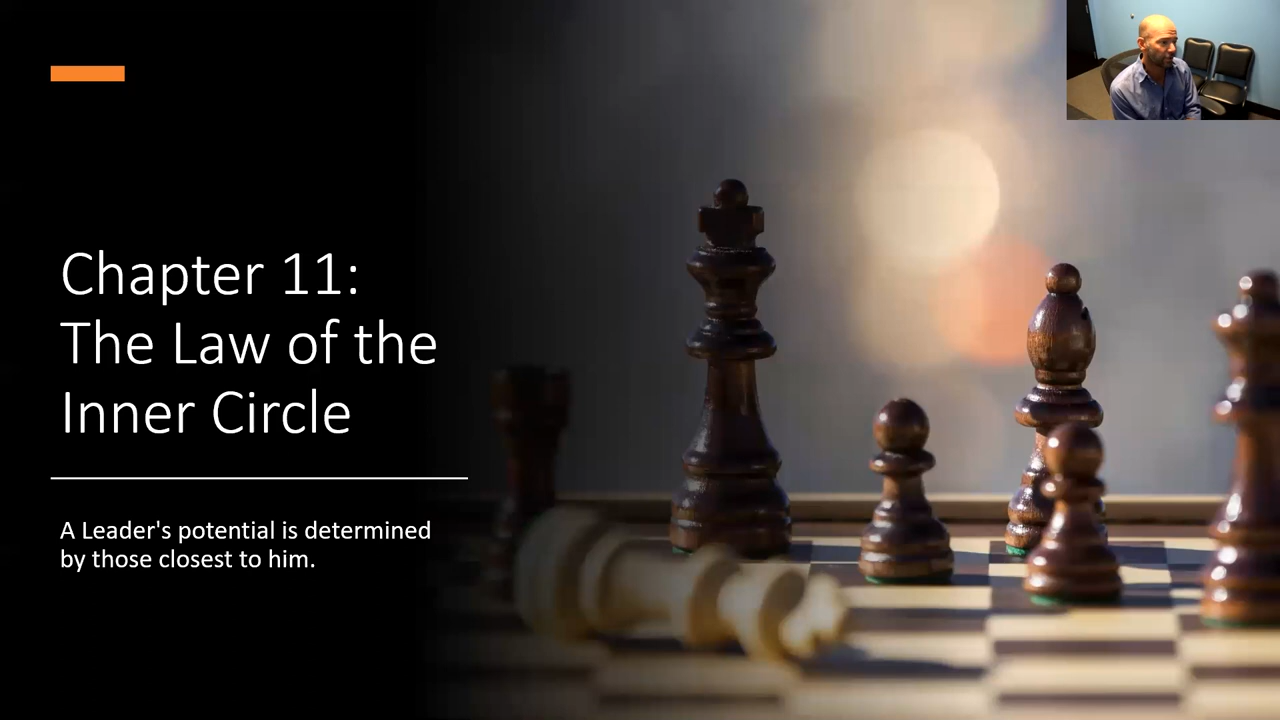 Chapter 11:
The Law of the
Inner Circle
A Leader's potential is determined
by those closest to him.